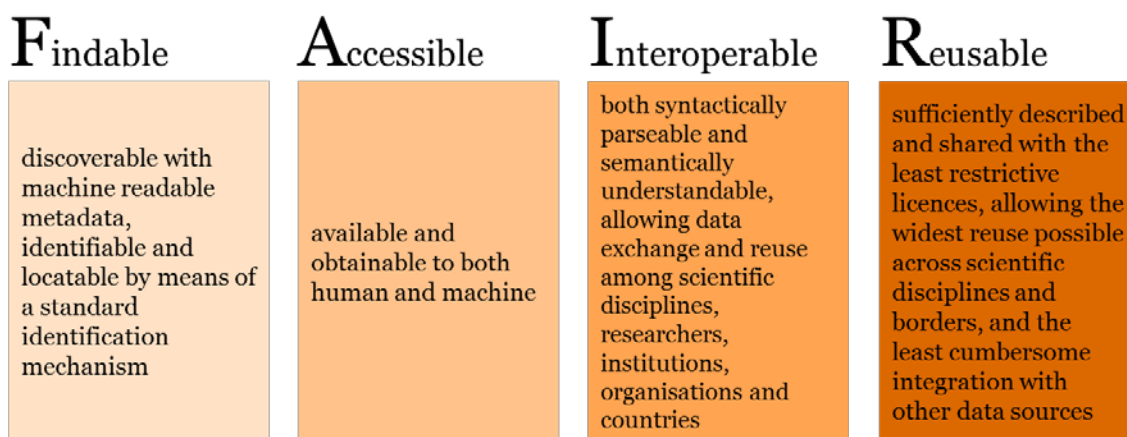 Findable
discoverable with
machine readable
metadata,
identifiable and
locatable by means of
a standard
identification
mechanism
Accessible
available and
obtainable to both
human and machine
Interoperable
both syntactically
parseable and
semantically
understandable,
allowing data
exchange and reuse
among scientific
disciplines,
researchers,
institutions,
organisations and
countries
Reusable
sufficiently described
and shared with the
least restrictive
licences, allowing the
widest reuse possible
across scientific
disciplines and
borders, and the
least cumbersome
integration with
other data sources